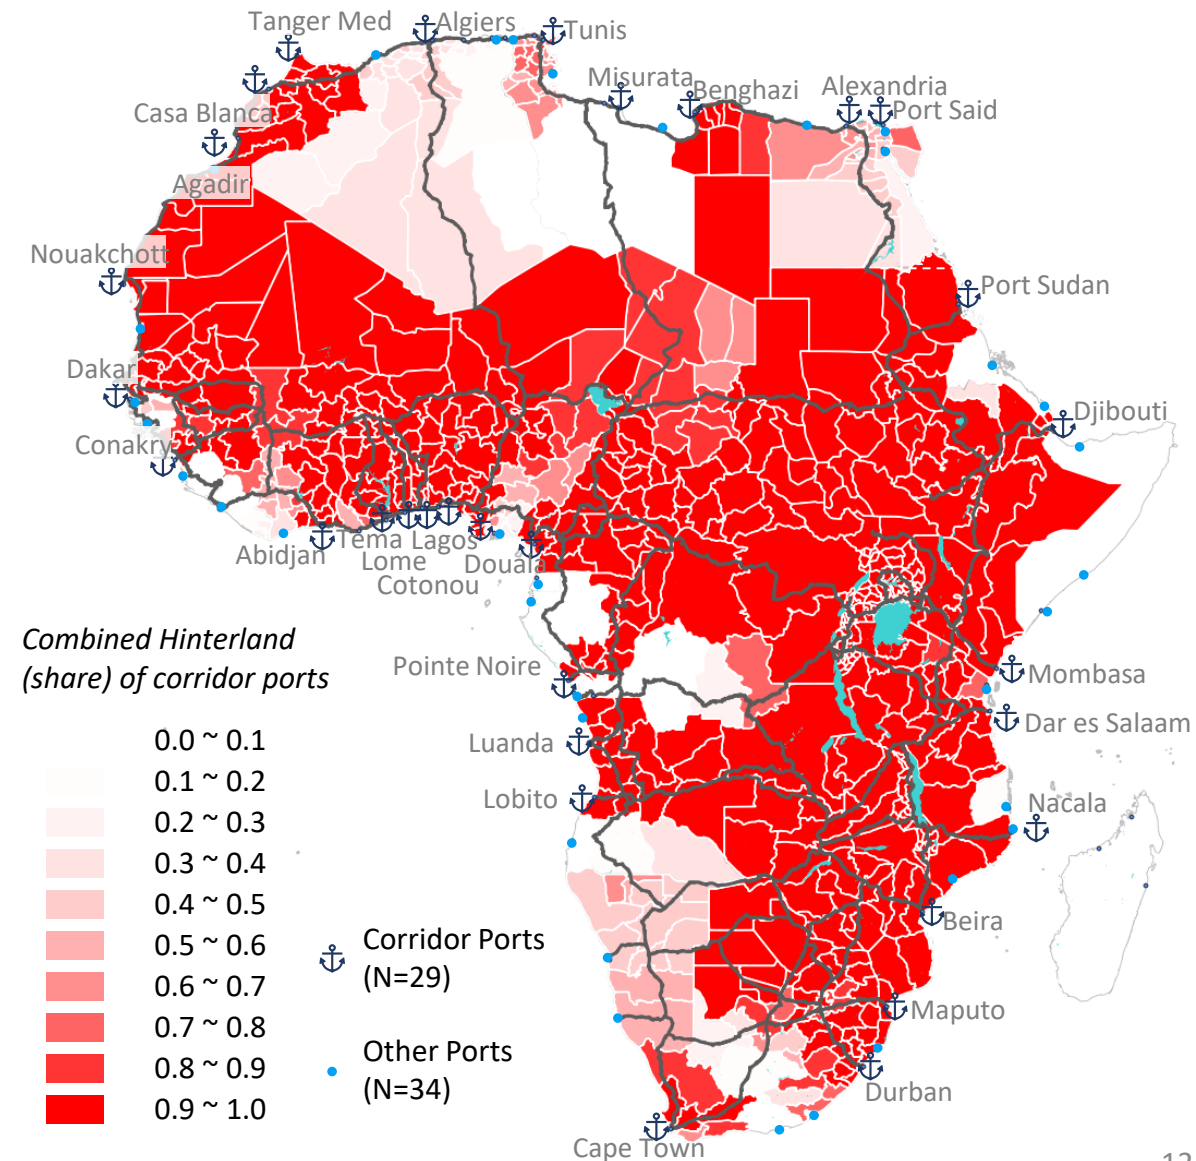 Tanger Med
Algiers
Tunis
Misurata
Benghazi
Alexandria
Port Said
Casa Blanca
Agadir
Nouakchott
Port Sudan
Dakar
Djibouti
Conakry
Abidjan
Tema
Lagos
Lome
Douala
Cotonou
Combined Hinterland
(share) of corridor ports
Pointe Noire
Mombasa
Luanda
Dar es Salaam
Lobito
Nacala
0.0 ~ 0.1
0.1 ~ 0.2
0.2 ~ 0.3
0.3 ~ 0.4
0.4 ~ 0.5
0.5 ~ 0.6
0.6 ~ 0.7
0.7 ~ 0.8
0.8 ~ 0.9
0.9 ~ 1.0
Corridor Ports
(N=29)
Other Ports
(N=34)
Beira
Maputo
Durban
Cape Town